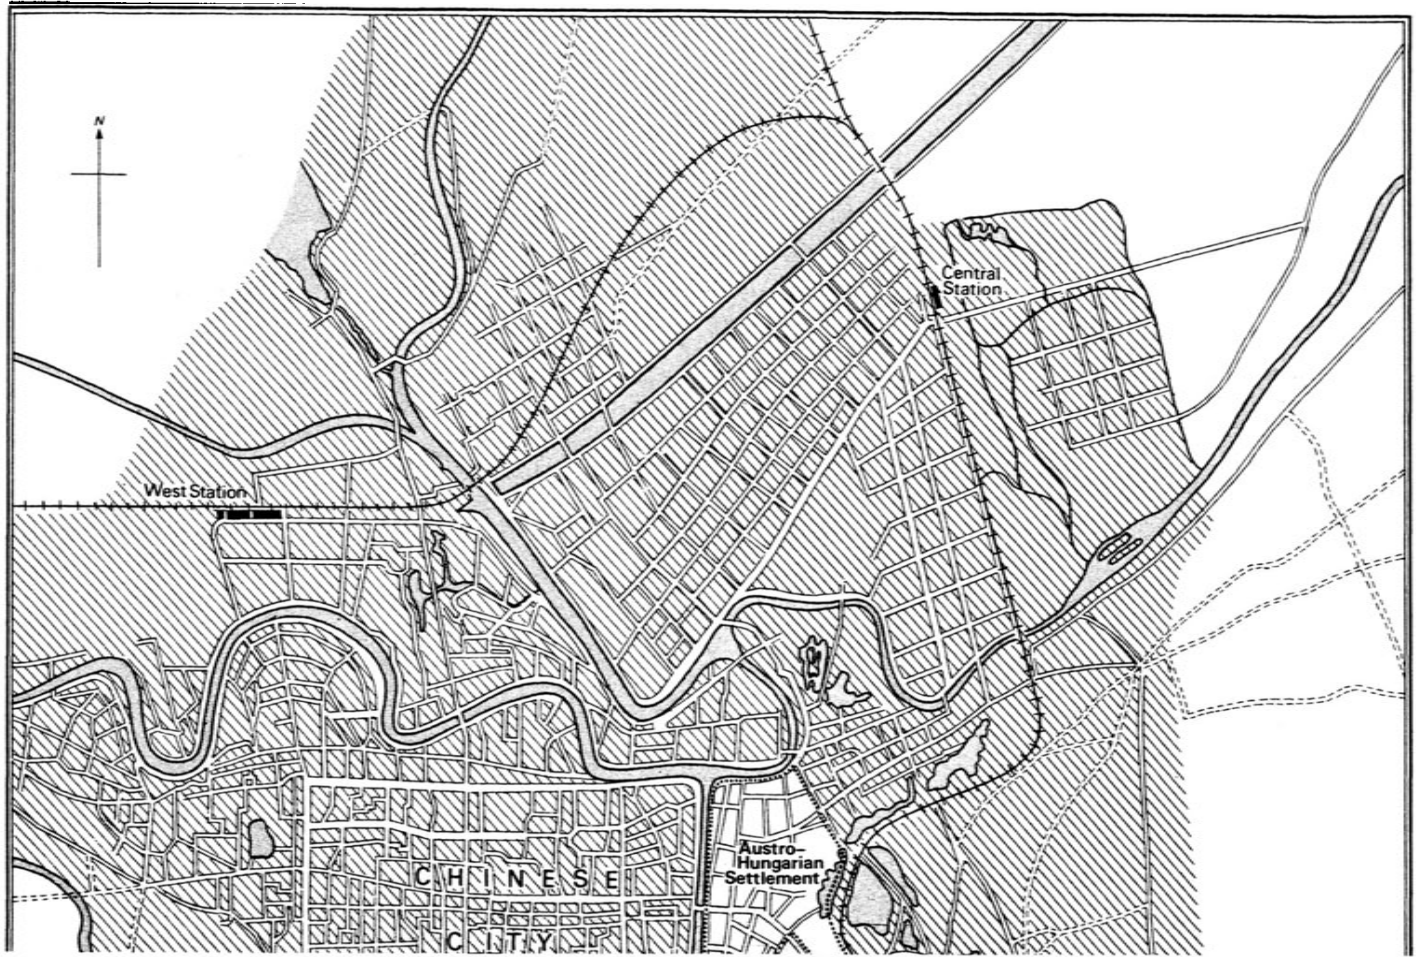 N
Central
Station
West Station
Austro-
Hungarian
Settlement
CHINESE
CITY